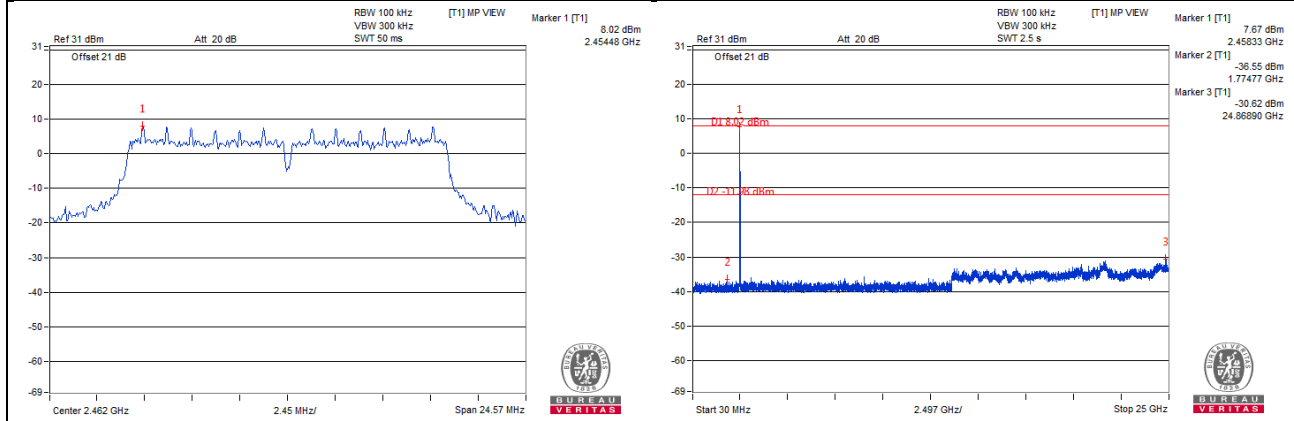 RBW 100 kHz [T1] MP VIEW
VBW 300 kHz
Ref 31 dBm Att 20 dB SWT 50 ms
Marker 1 [T1]
8.02 dBm
2.45448 GHz
Offset 21 dB
31
20
10
0
-10
-20
-30
-40
-50
-60
-69
1
Center 2.462 GHz 2.45 MHz/ Span 24.57 MHz
BUREAU VERITAS
1828
BUREAU
VERITAS
RBW 100 kHz [T1] MP VIEW
VBW 300 kHz
Ref 31 dBm Att 20 dB SWT 2.5 s
Marker 1 [T1]
7.67 dBm
2.45833 GHz
Marker 2 [T1]
-36.55 dBm
1.77477 GHz
Marker 3 [T1]
-30.62 dBm
24.86890 GHz
Offset 21 dB
31
20
10
0
-10
-20
-30
-40
-50
-60
-69
1
D1 8.02 dBm
D2 -11.98 dBm
2
3
Start 30 MHz 2.497 GHz/ Stop 25 GHz
BUREAU VERITAS
1828
BUREAU
VERITAS